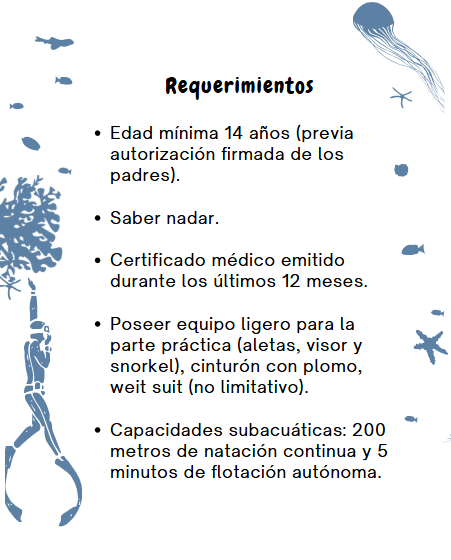 Requerimientos
• Edad mínima 14 años (previa
autorización firmada de los
padres).
• Saber nadar.
• Certificado médico emitido
durante los últimos 12 meses.
• Poseer equipo ligero para la
parte práctica (aletas, visor y
snorkel), cinturón con plomo,
weit suit (no limitativo).
• Capacidades subacuáticas: 200
metros de natación continua y 5
minutos de flotación autónoma.